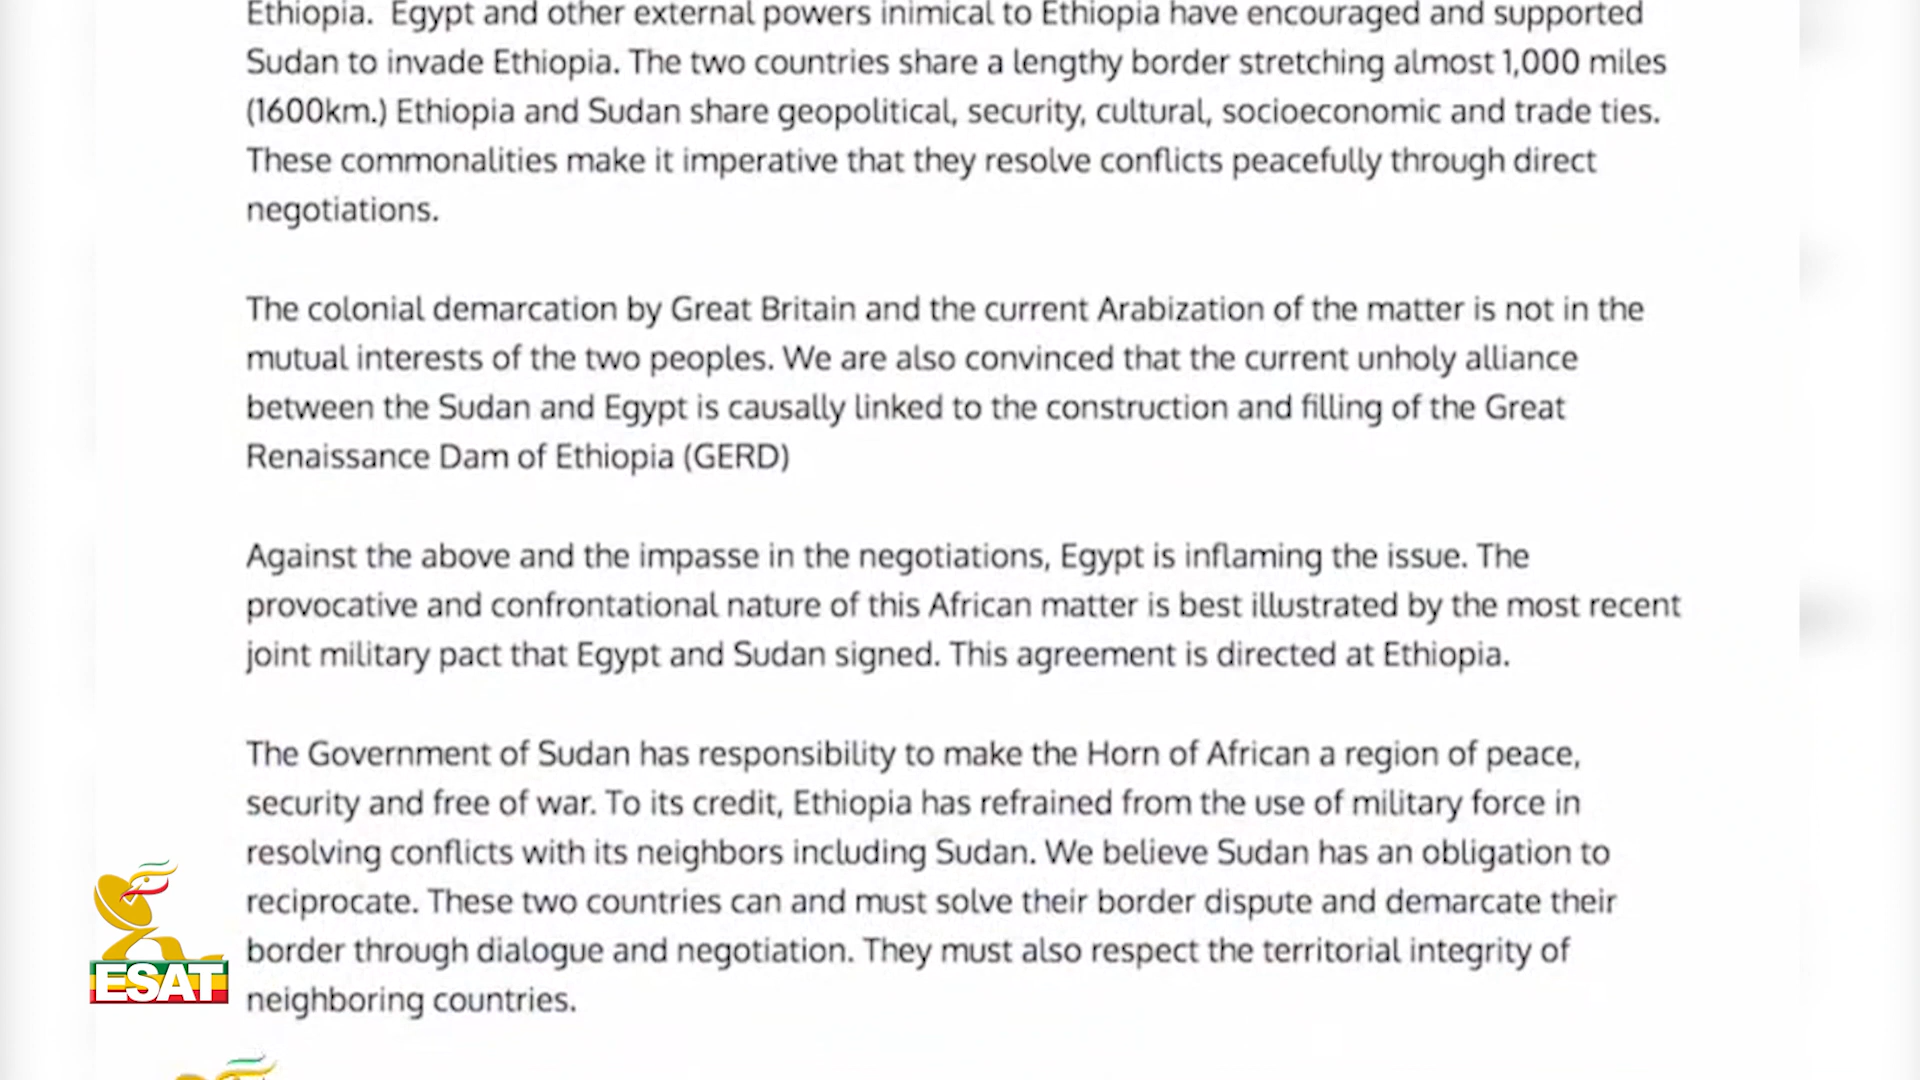 Ethiopia.  Egypt and other external powers inimical to Ethiopia have encouraged and supported
Sudan to invade Ethiopia. The two countries share a lengthy border stretching almost 1,000 miles
(1600km.) Ethiopia and Sudan share geopolitical, security, cultural, socioeconomic and trade ties.
These commonalities make it imperative that they resolve conflicts peacefully through direct
negotiations.
The colonial demarcation by Great Britain and the current Arabization of the matter is not in the
mutual interests of the two peoples. We are also convinced that the current unholy alliance
between the Sudan and Egypt is causally linked to the construction and filling of the Great
Renaissance Dam of Ethiopia (GERD)
Against the above and the impasse in the negotiations, Egypt is inflaming the issue. The
provocative and confrontational nature of this African matter is best illustrated by the most recent
joint military pact that Egypt and Sudan signed. This agreement is directed at Ethiopia.
The Government of Sudan has responsibility to make the Horn of African a region of peace,
security and free of war. To its credit, Ethiopia has refrained from the use of military force in
resolving conflicts with its neighbors including Sudan. We believe Sudan has an obligation to
reciprocate. These two countries can and must solve their border dispute and demarcate their
border through dialogue and negotiation. They must also respect the territorial integrity of
neighboring countries.
ESAT